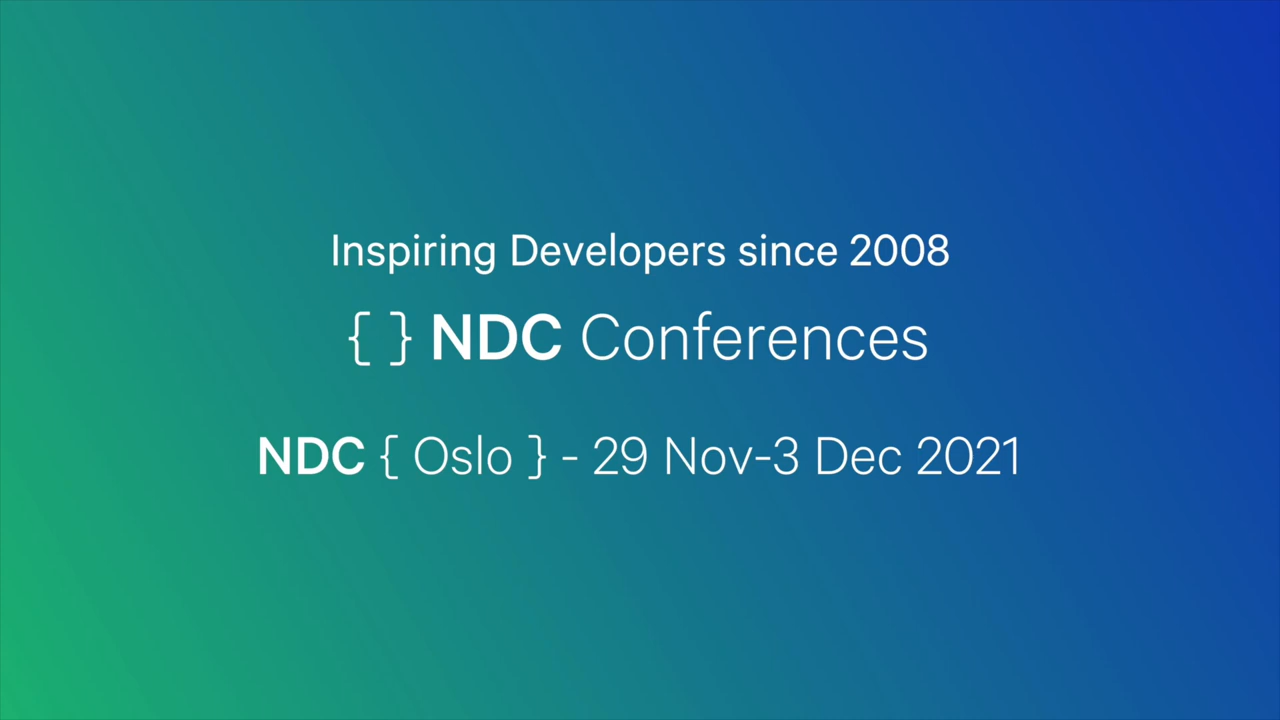 Inspiring Developers since 2008
{ } NDC Conferences
NDC { Oslo } - 29 Nov-3 Dec 2021